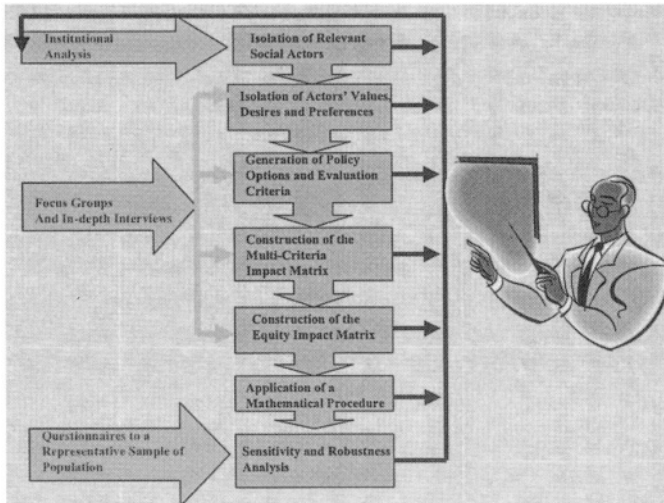 Institutional
Analysis
Isolation of Relevant
Social Actors
Isolation of Actors' Values,
Desires and Preferences
Generation of Policy
Options and Evaluation
Criteria
Focus Groups
And In-depth Interviews
Construction of the
Multi-Criteria
Impact Matrix
Construction of the
Equity Impact Matrix
Application of a
Mathematical Procedure
Questionnaires to a
Representative Sample of
Population
Sensitivity and Robustness
Analysis